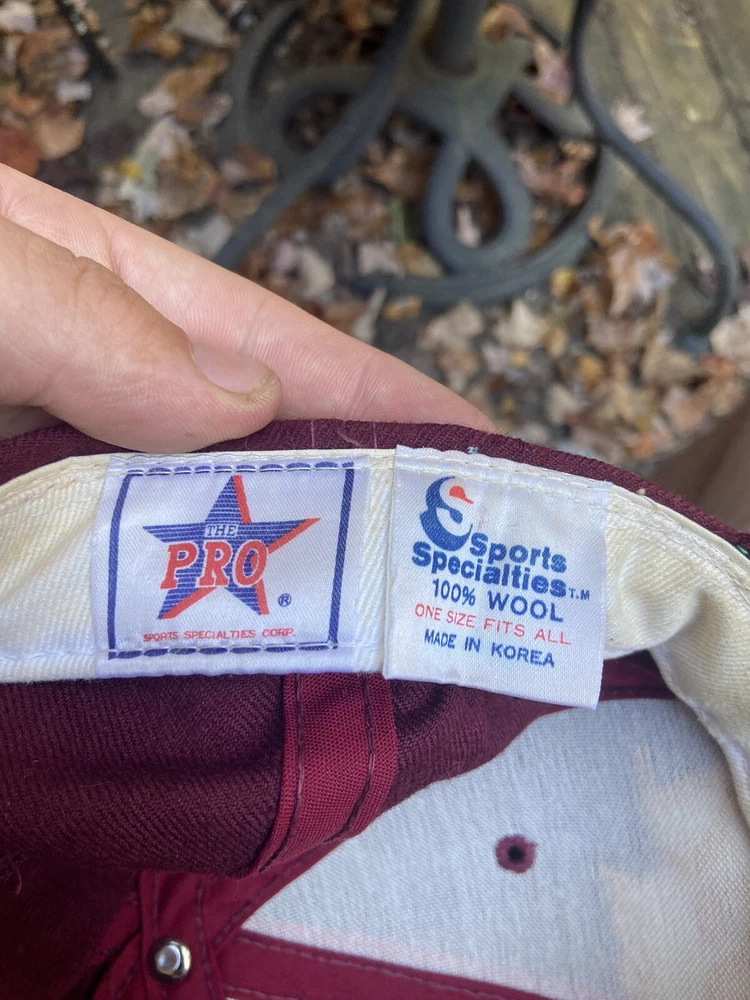 THE
PRO
®
SPORTS SPECIALTIES CORP.
Sports
Specialties T.M
100% WOOL
ONE SIZE FITS ALL
MADE IN KOREA